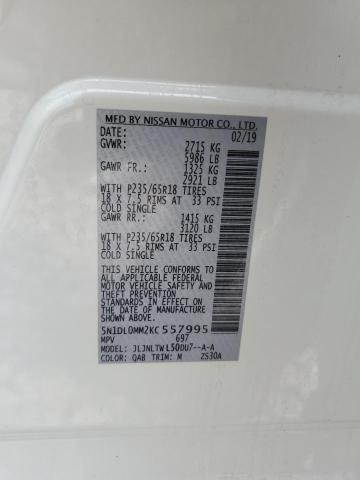 MFD BY NISSAN MOTOR CO., LTD.
DATE: 02/19
GVWR: 2715 KG
5986 LB
GAWR FR.: 1325 KG
2921 LB
WITH P235/65R18 TIRES
18 X 7.5 RIMS AT 33 PSI
COLD SINGLE
GAWR RR.: 1415 KG
3120 LB
WITH P235/65R18 TIRES
18 X 7.5 RIMS AT 33 PSI
COLD SINGLE
THIS VEHICLE CONFORMS TO
ALL APPLICABLE FEDERAL
MOTOR VEHICLE SAFETY AND
THEFT PREVENTION
STANDARDS IN EFFECT ON
THE DATE OF MANUFACTURE
SHOWN ABOVE.
5N1DL0MM2KC557995
MPV 697
MODEL: JLJNLTWL50DU7--A-A
COLOR: QAB TRIM: M ZS30A